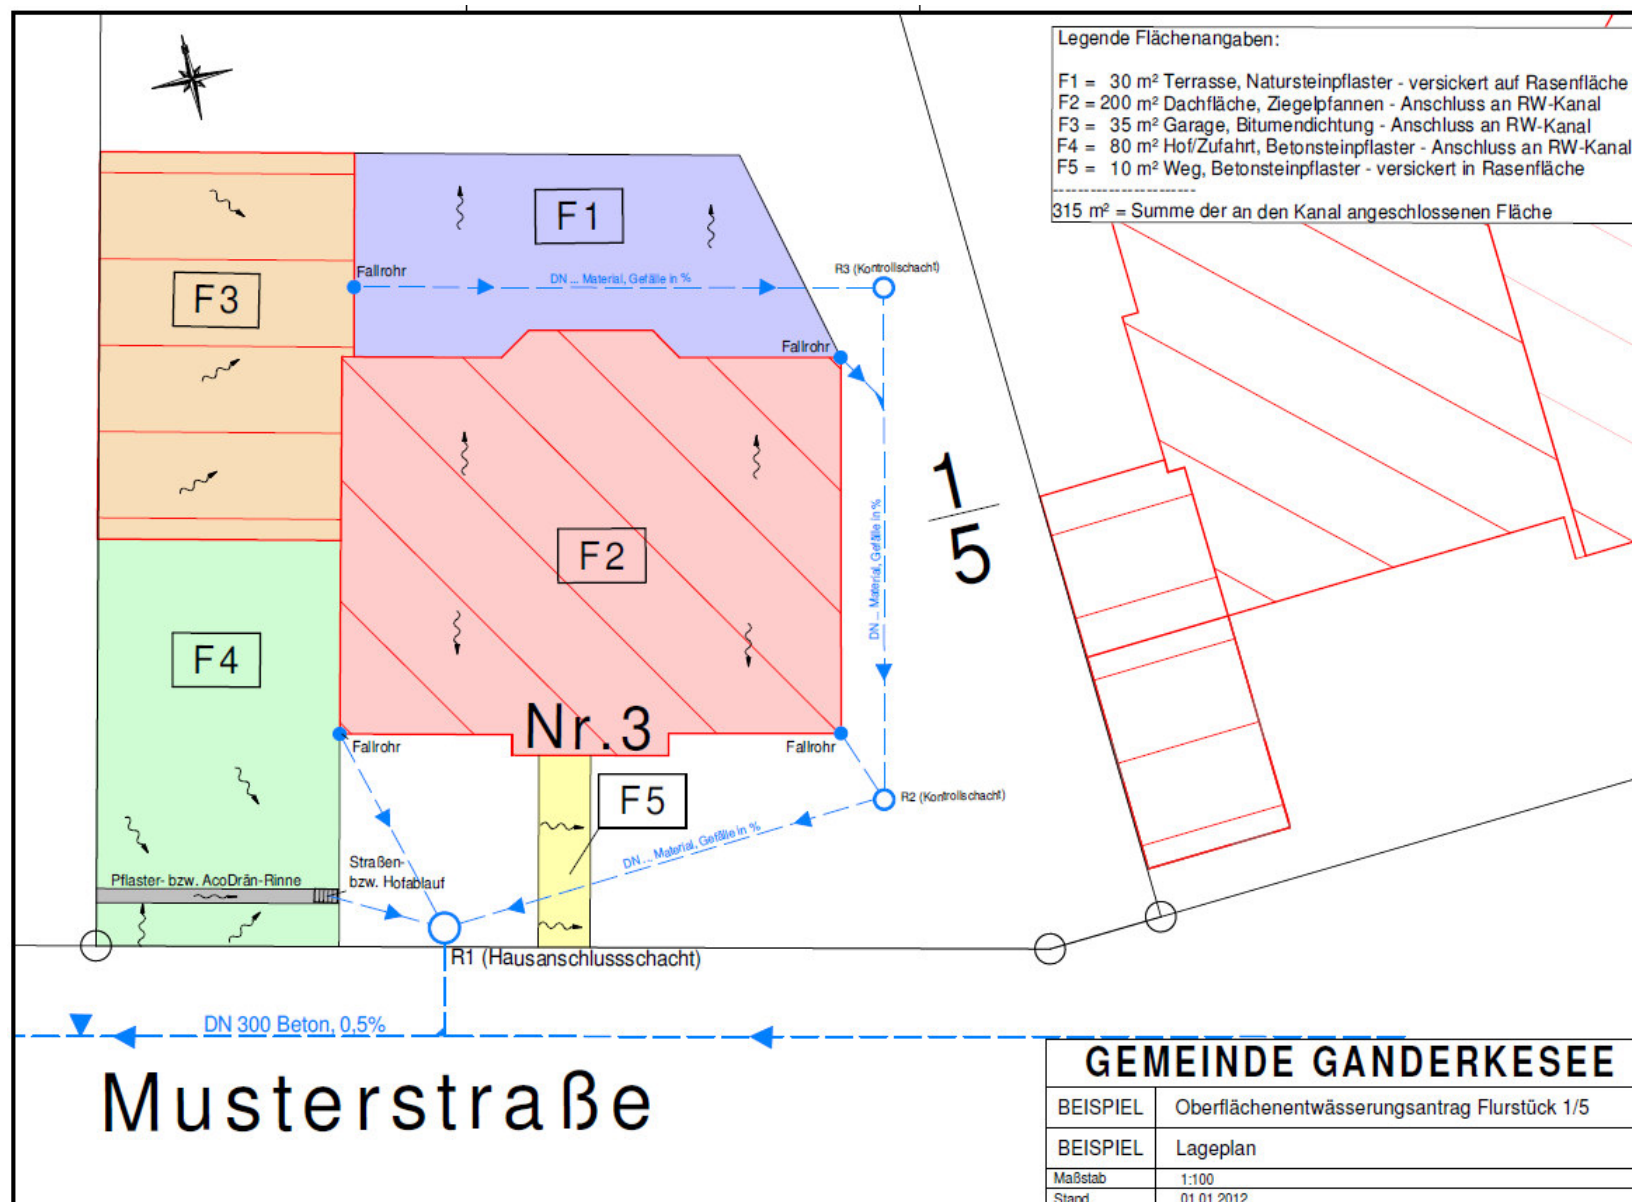 Legende Flächenangaben:
F1 = 30 m² Terrasse, Natursteinpflaster - versickert auf Rasenfläche
F2 = 200 m² Dachfläche, Ziegelpfannen - Anschluss an RW-Kanal
F3 = 35 m² Garage, Bitumendichtung - Anschluss an RW-Kanal
F4 = 80 m² Hof/Zufahrt, Betonsteinpflaster - Anschluss an RW-Kanal
F5 = 10 m² Weg, Betonsteinpflaster - versickert in Rasenfläche
-----------------------
315 m² = Summe der an den Kanal angeschlossenen Fläche
F1
Fallrohr
DN ... Material, Gefälle in %
R3 (Kontrollschacht)
F3
Fallrohr
1
5
DN ... Material, Gefälle in %
F2
F4
Nr.3
Fallrohr
Fallrohr
F5
R2 (Kontrollschacht)
DN ... Material, Gefälle in %
Straßen-
bzw. Hofablauf
Pflaster- bzw. AcoDrän-Rinne
R1 (Hausanschlussschacht)
DN 300 Beton, 0,5%
Musterstraße
GEMEINDE GANDERKESEE
BEISPIEL Oberflächenentwässerungsantrag Flurstück 1/5
BEISPIEL Lageplan
Maßstab 1:100
Stand 01.01.2012